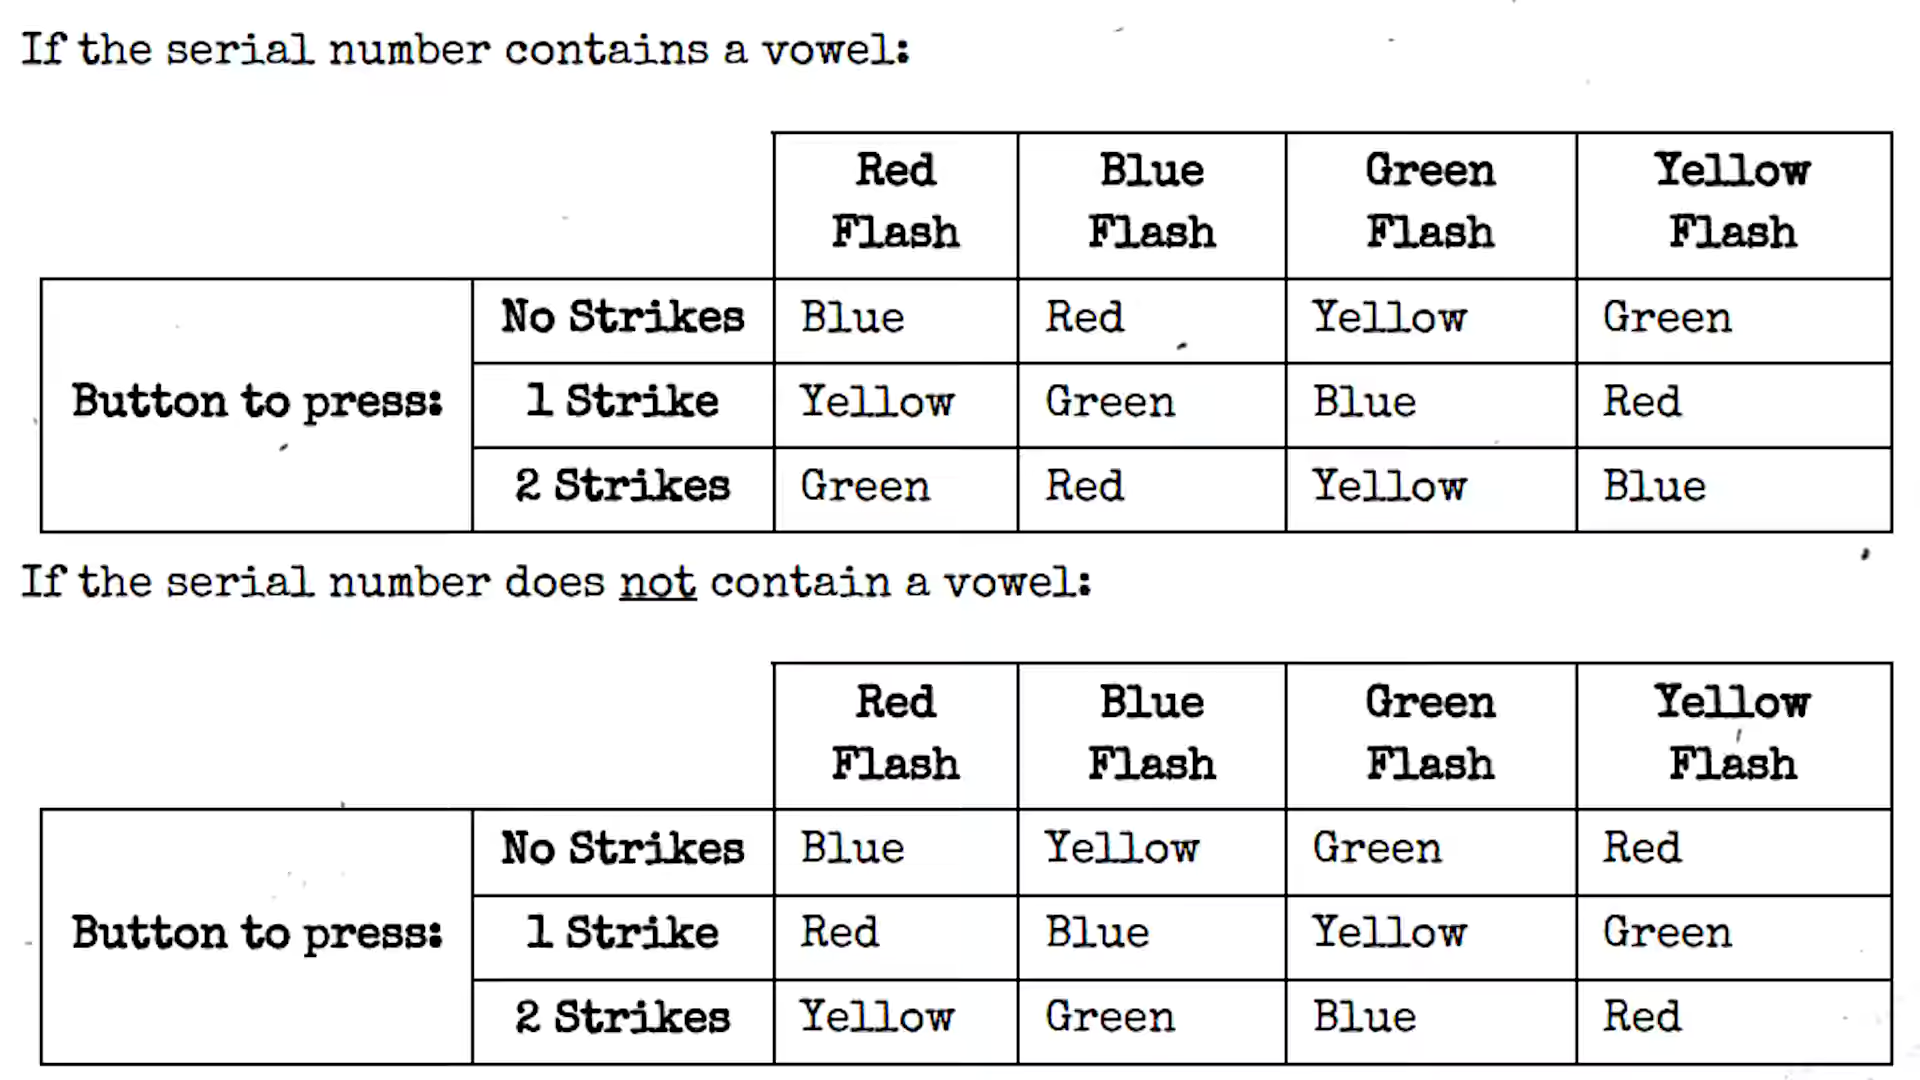 If the serial number contains a vowel:
Red Flash Blue Flash Green Flash Yellow Flash
Button to press:
No Strikes Blue Red Yellow Green
1 Strike Yellow Green Blue Red
2 Strikes Green Red Yellow Blue
If the serial number does not contain a vowel:
Red Flash Blue Flash Green Flash Yellow Flash
Button to press:
No Strikes Blue Yellow Green Red
1 Strike Red Blue Yellow Green
2 Strikes Yellow Green Blue Red